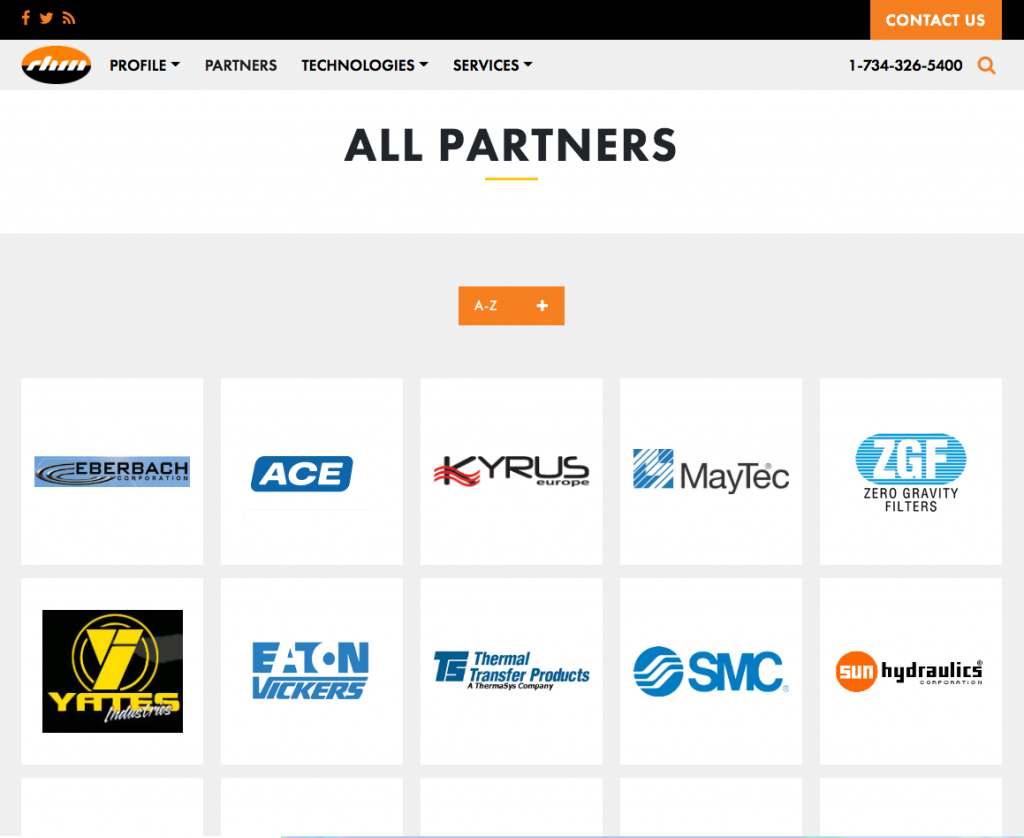 CONTACT US
rhm
PROFILE PARTNERS TECHNOLOGIES SERVICES 1-734-326-5400
ALL PARTNERS
A-Z +
EBERBACH
CORPORATION
ACE
KYRUS
europe
MayTec®
ZGF
ZERO GRAVITY
FILTERS
YATES
Industries
EATON
VICKERS
TS Thermal
Transfer Products
A ThermaSys Company
SMC®
sun hydraulics®
CORPORATION